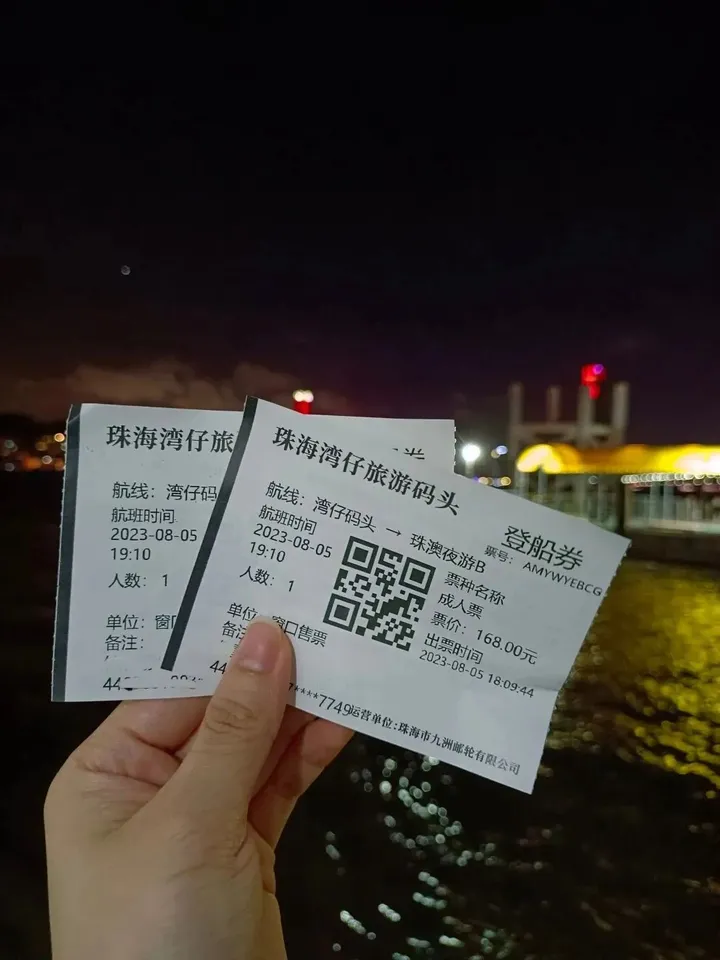 珠海湾仔旅
航线：湾仔码
航班时间
2023-08-05
19:10
人数： 1
单位：窗
备注：
44
珠海湾仔旅游码头
登船券
票号： AMYWYEBCG
航线：湾仔码头 → 珠澳夜游B
航班时间
2023-08-05
19:10
人数： 1
单位 窗口售票
备
44
7****7749
票种名称
成人票
票价：168.00元
出票时间
2023-08-05 18:09:44
运营单位:珠海市九洲邮轮有限公司